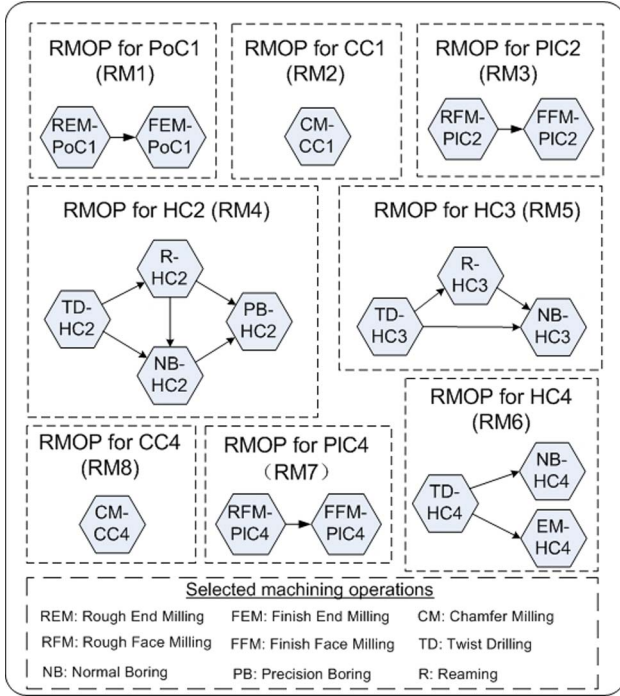 RMOP for PoC1
(RM1)
REM-
PoC1
FEM-
PoC1
RMOP for CC1
(RM2)
CM-
CC1
RMOP for PIC2
(RM3)
RFM-
PIC2
FFM-
PIC2
RMOP for HC2 (RM4)
TD-
HC2
R-
HC2
NB-
HC2
PB-
HC2
RMOP for HC3 (RM5)
TD-
HC3
R-
HC3
NB-
HC3
RMOP for CC4
(RM8)
CM-
CC4
RMOP for PIC4
(RM7)
RFM-
PIC4
FFM-
PIC4
RMOP for HC4
(RM6)
TD-
HC4
NB-
HC4
EM-
HC4
Selected machining operations
REM: Rough End Milling FEM: Finish End Milling CM: Chamfer Milling
RFM: Rough Face Milling FFM: Finish Face Milling TD: Twist Drilling
NB: Normal Boring PB: Precision Boring R: Reaming